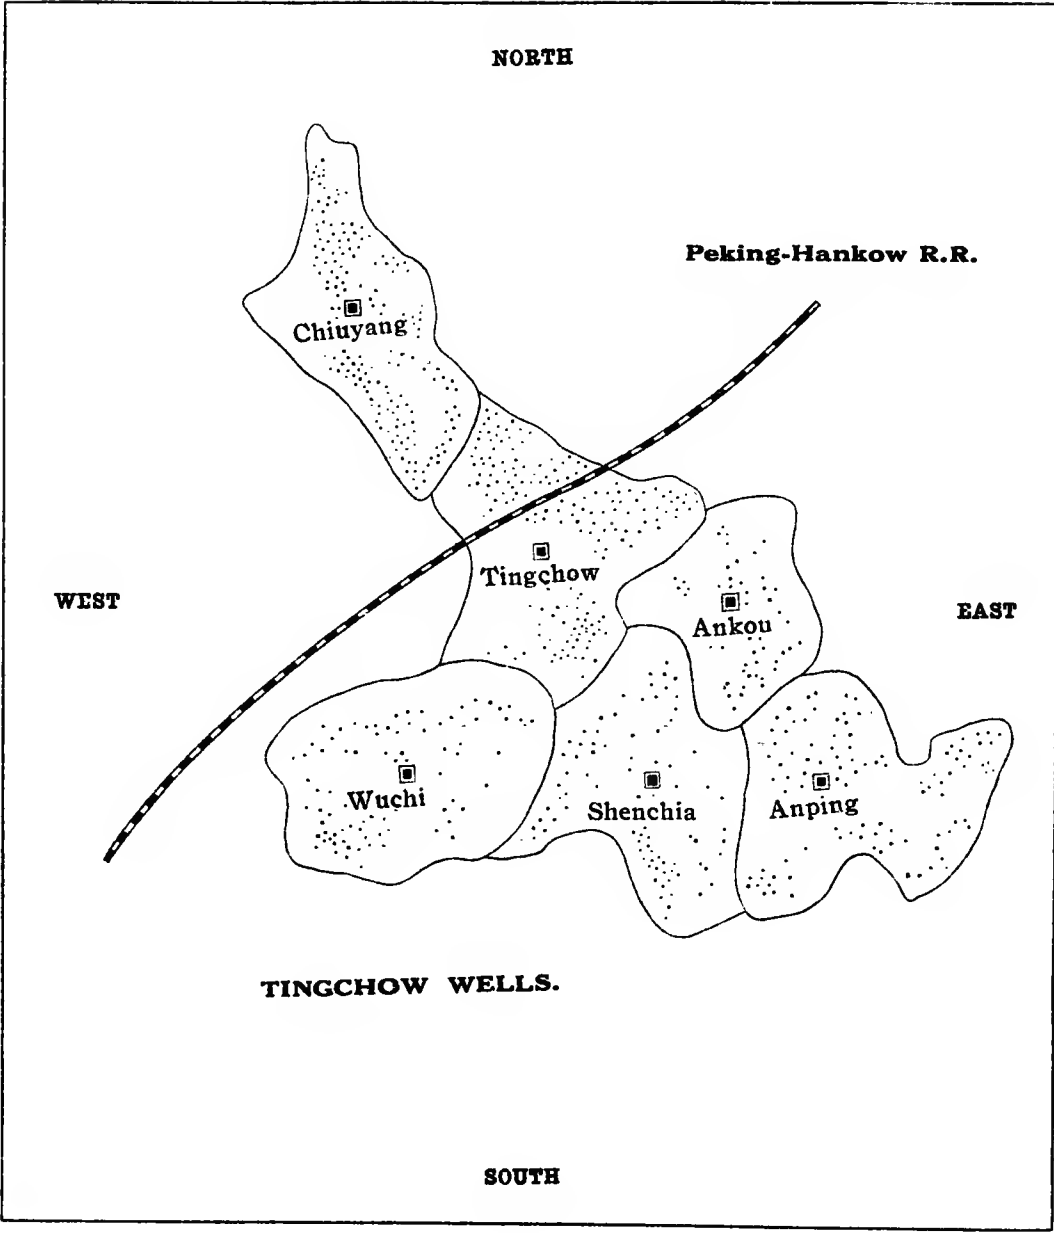 NORTH
Peking-Hankow R.R.
Chiuyang
Tingchow
WEST
EAST
Ankou
Wuchi
Shenchia
Anping
TINGCHOW WELLS.
SOUTH